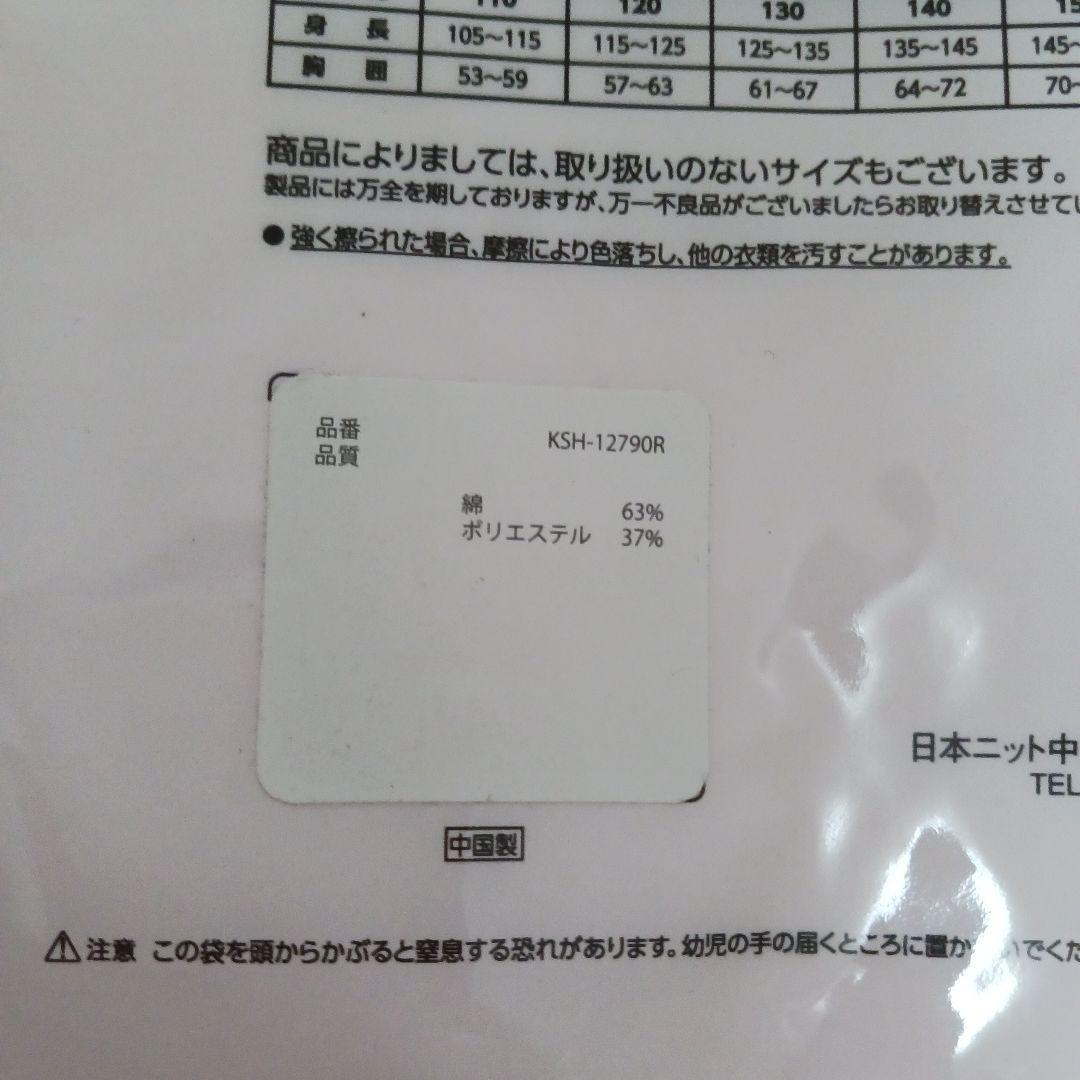 110 120 130 140
身長 105～115 115～125 125～135 135～145 145～
胸囲 53～59 57～63 61～67 64～72 70～
商品によりましては、取り扱いのないサイズもございます。
製品には万全を期しておりますが、万一不良品がございましたらお取り替えさせてい
●強く擦られた場合、摩擦により色落ちし、他の衣類を汚すことがあります。
品番 KSH-12790R
品質
綿 63%
ポリエステル 37%
日本ニット中
TEL
中国製
⚠注意 この袋を頭からかぶると窒息する恐れがあります。幼児の手の届くところに置か いでくだ